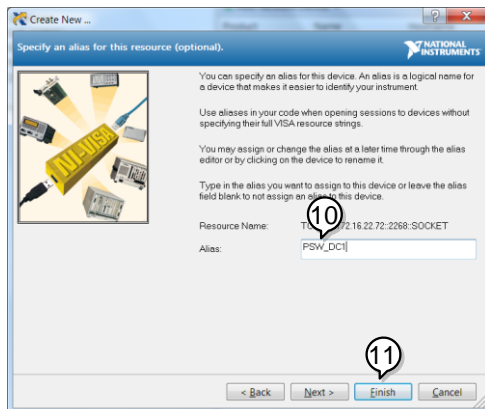 Create New ...
Specify an alias for this resource (optional).
NATIONAL
INSTRUMENTS
You can specify an alias for this device. An alias is a logical name for
a device that makes it easier to identify your instrument.
Use aliases in your code when opening sessions to devices without
specifying their full VISA resource strings.
You may assign or change the alias at a later time through the alias
editor or by clicking on the device to rename it.
Type in the alias you want to assign to this device or leave the alias
field blank to not assign an alias to this device.
10
Resource Name: 72.16.22.72::2268::SOCKET
Alias: PSW_DC1
11
< Back Next > Finish Cancel